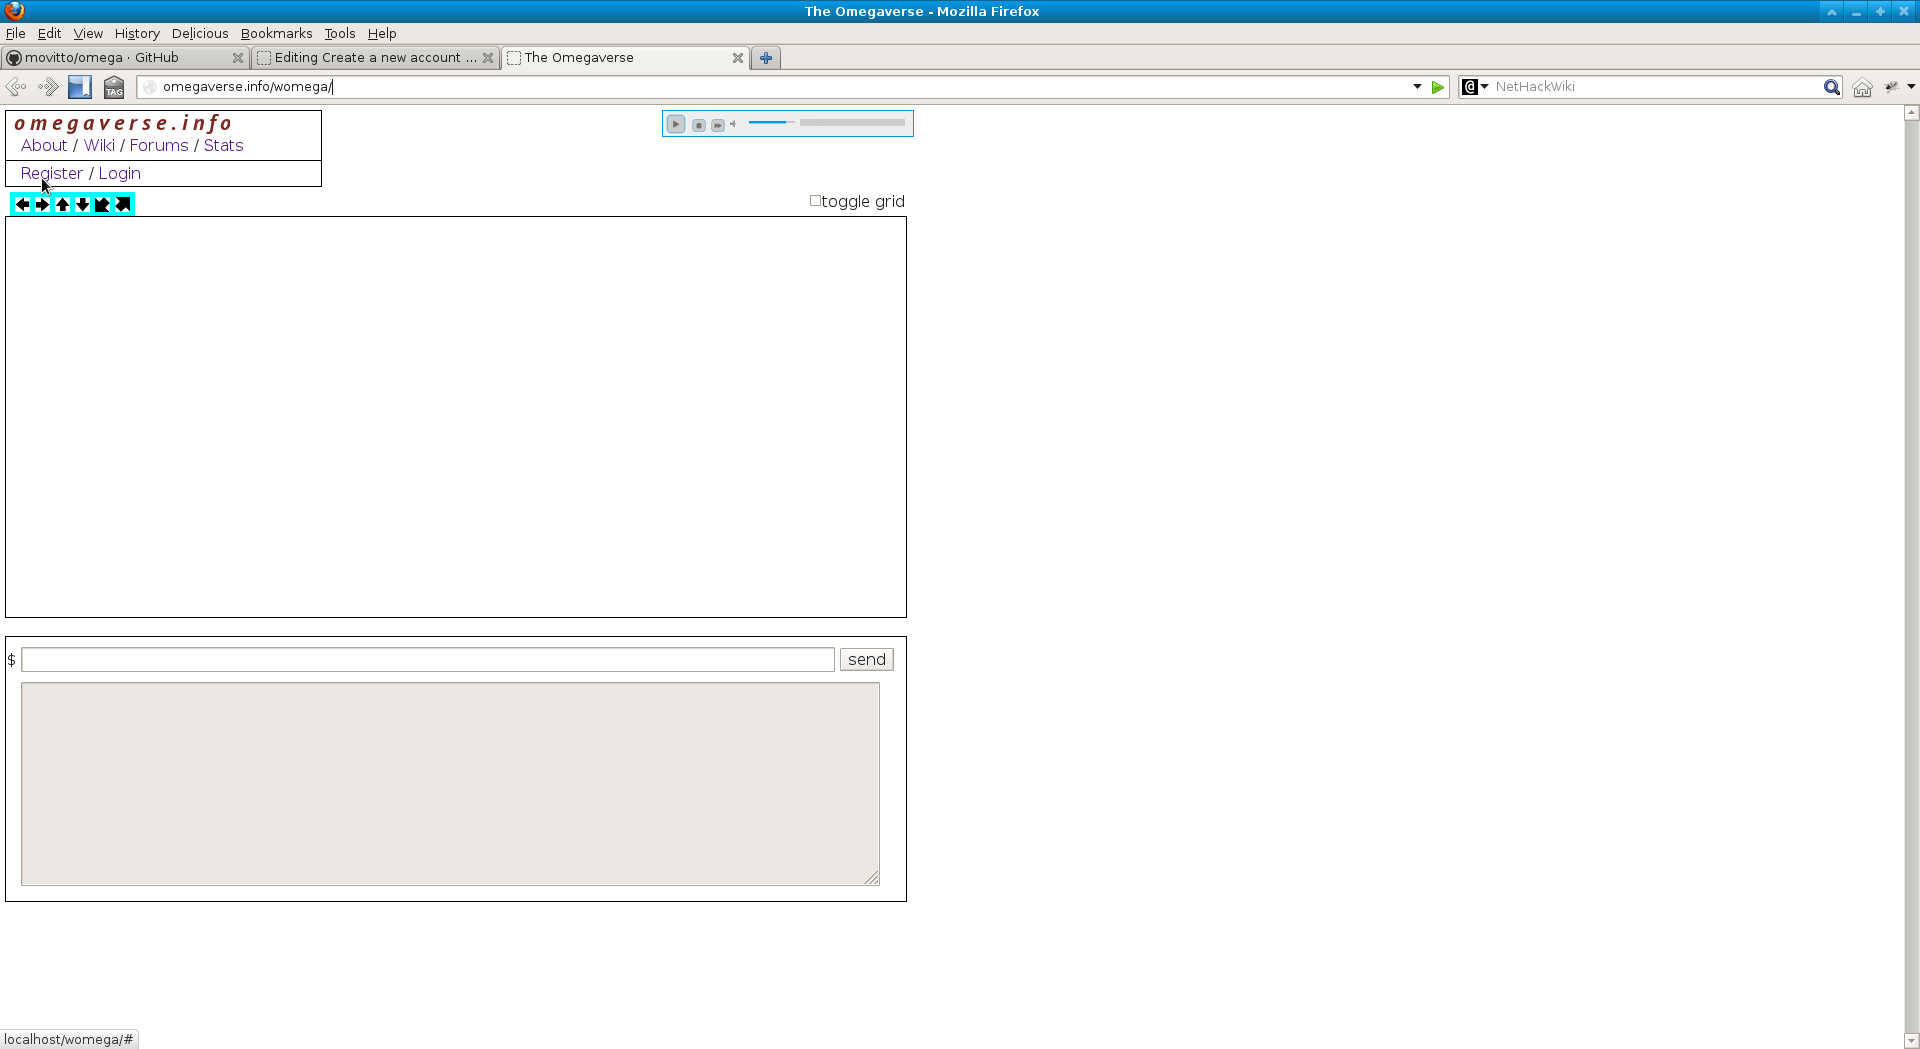 The Omegaverse - Mozilla Firefox
File Edit View History Delicious Bookmarks Tools Help
movitto/omega · GitHub
Editing Create a new account ...
The Omegaverse
TAG
omegaverse.info/womega/
@
NetHackWiki
omegaverse.info
About / Wiki / Forums / Stats
Register / Login
toggle grid
$
send
localhost/womega/#